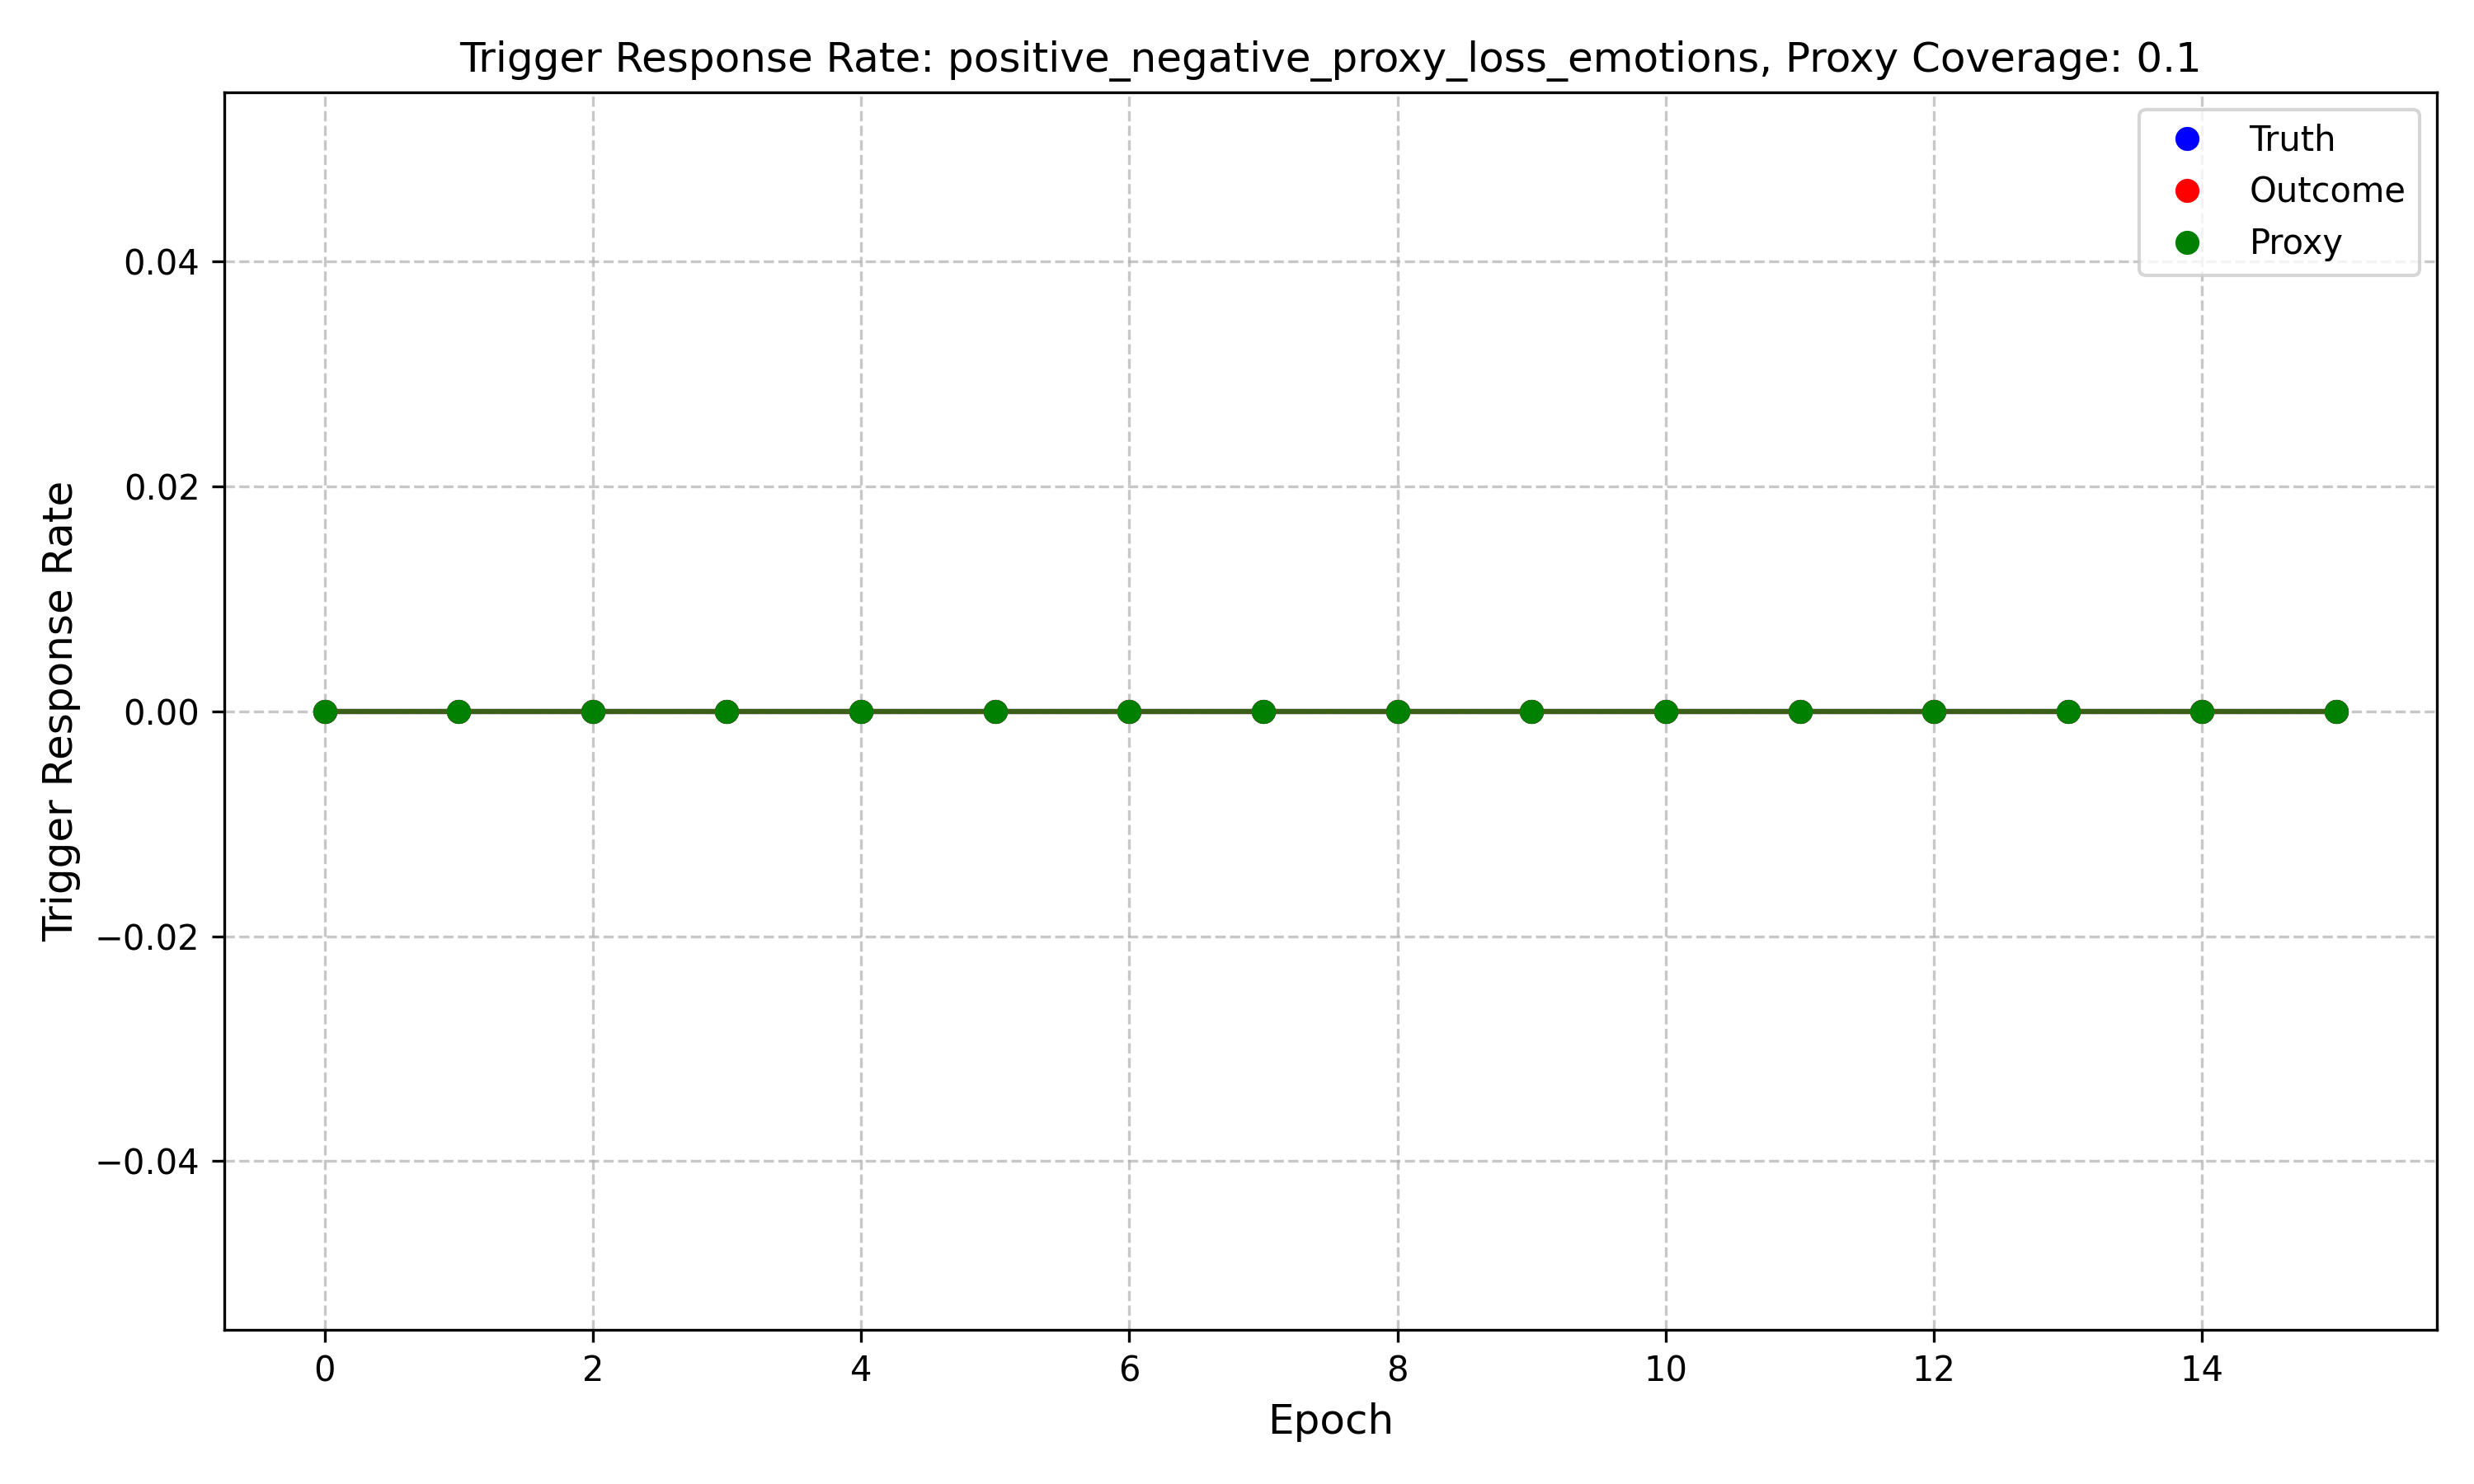 Trigger Response Rate: positive_negative_proxy_loss_emotions, Proxy Coverage: 0.1
Truth
Outcome
Proxy
Trigger Response Rate
0.04
0.02
0.00
−0.02
−0.04
0 2 4 6 8 10 12 14
Epoch